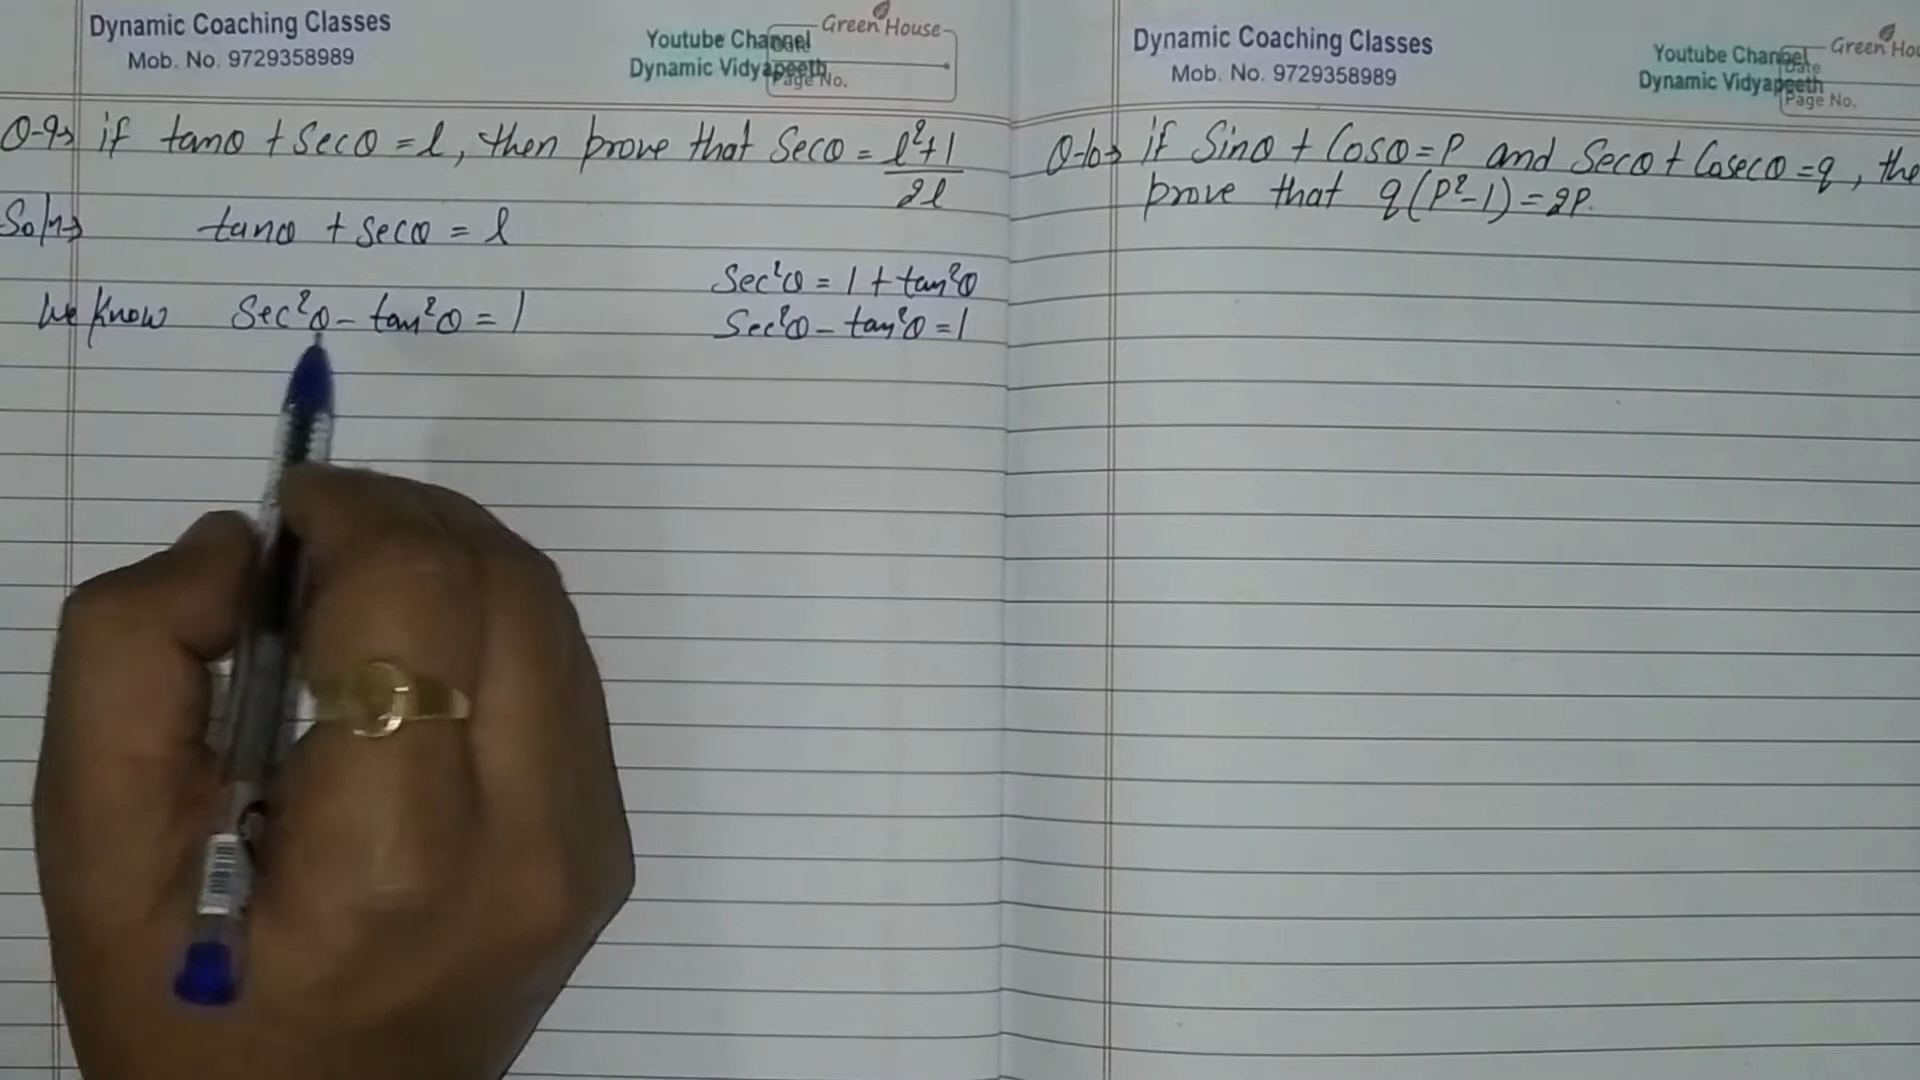 Dynamic Coaching Classes
Mob. No. 9729358989
Youtube Channel
Dynamic Vidyapeeth
Green House
Date
Page No.
Q-9→ if tanθ + Secθ = l, then prove that Secθ = l²+1 / 2l
Soln→ tanθ + secθ = l
Sec²θ = 1 + tan²θ
We know Sec²θ - tan²θ = 1
Sec²θ - tan²θ = 1
Dynamic Coaching Classes
Mob. No. 9729358989
Youtube Channel
Dynamic Vidyapeeth
Green Hou
Date
Page No.
Q-10→ if Sinθ + Cosθ = P and Secθ + Cosecθ = q, the
prove that q(P²-1) = 2P.